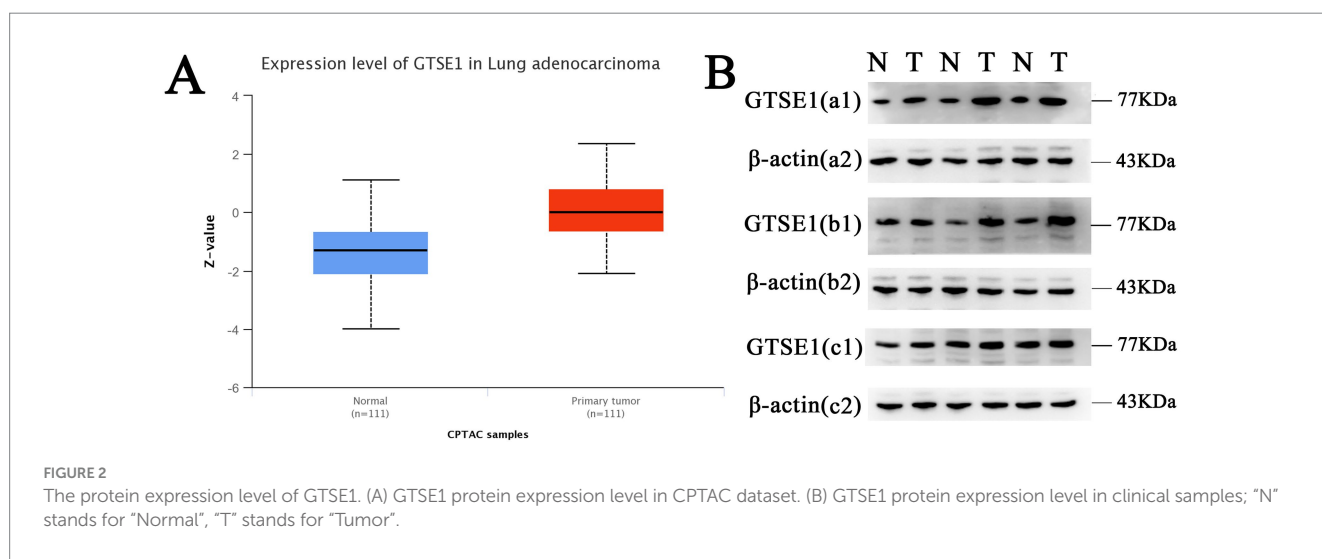 A
Expression level of GTSE1 in Lung adenocarcinoma
4
2
0
-2
-4
-6
Z-value
Normal
(n=111)
Primary tumor
(n=111)
CPTAC samples
B
N T N T N T
GTSE1(a1) 77KDa
β-actin(a2) 43KDa
GTSE1(b1) 77KDa
β-actin(b2) 43KDa
GTSE1(c1) 77KDa
β-actin(c2) 43KDa
FIGURE 2
The protein expression level of GTSE1. (A) GTSE1 protein expression level in CPTAC dataset. (B) GTSE1 protein expression level in clinical samples; "N"
stands for "Normal", "T" stands for "Tumor".